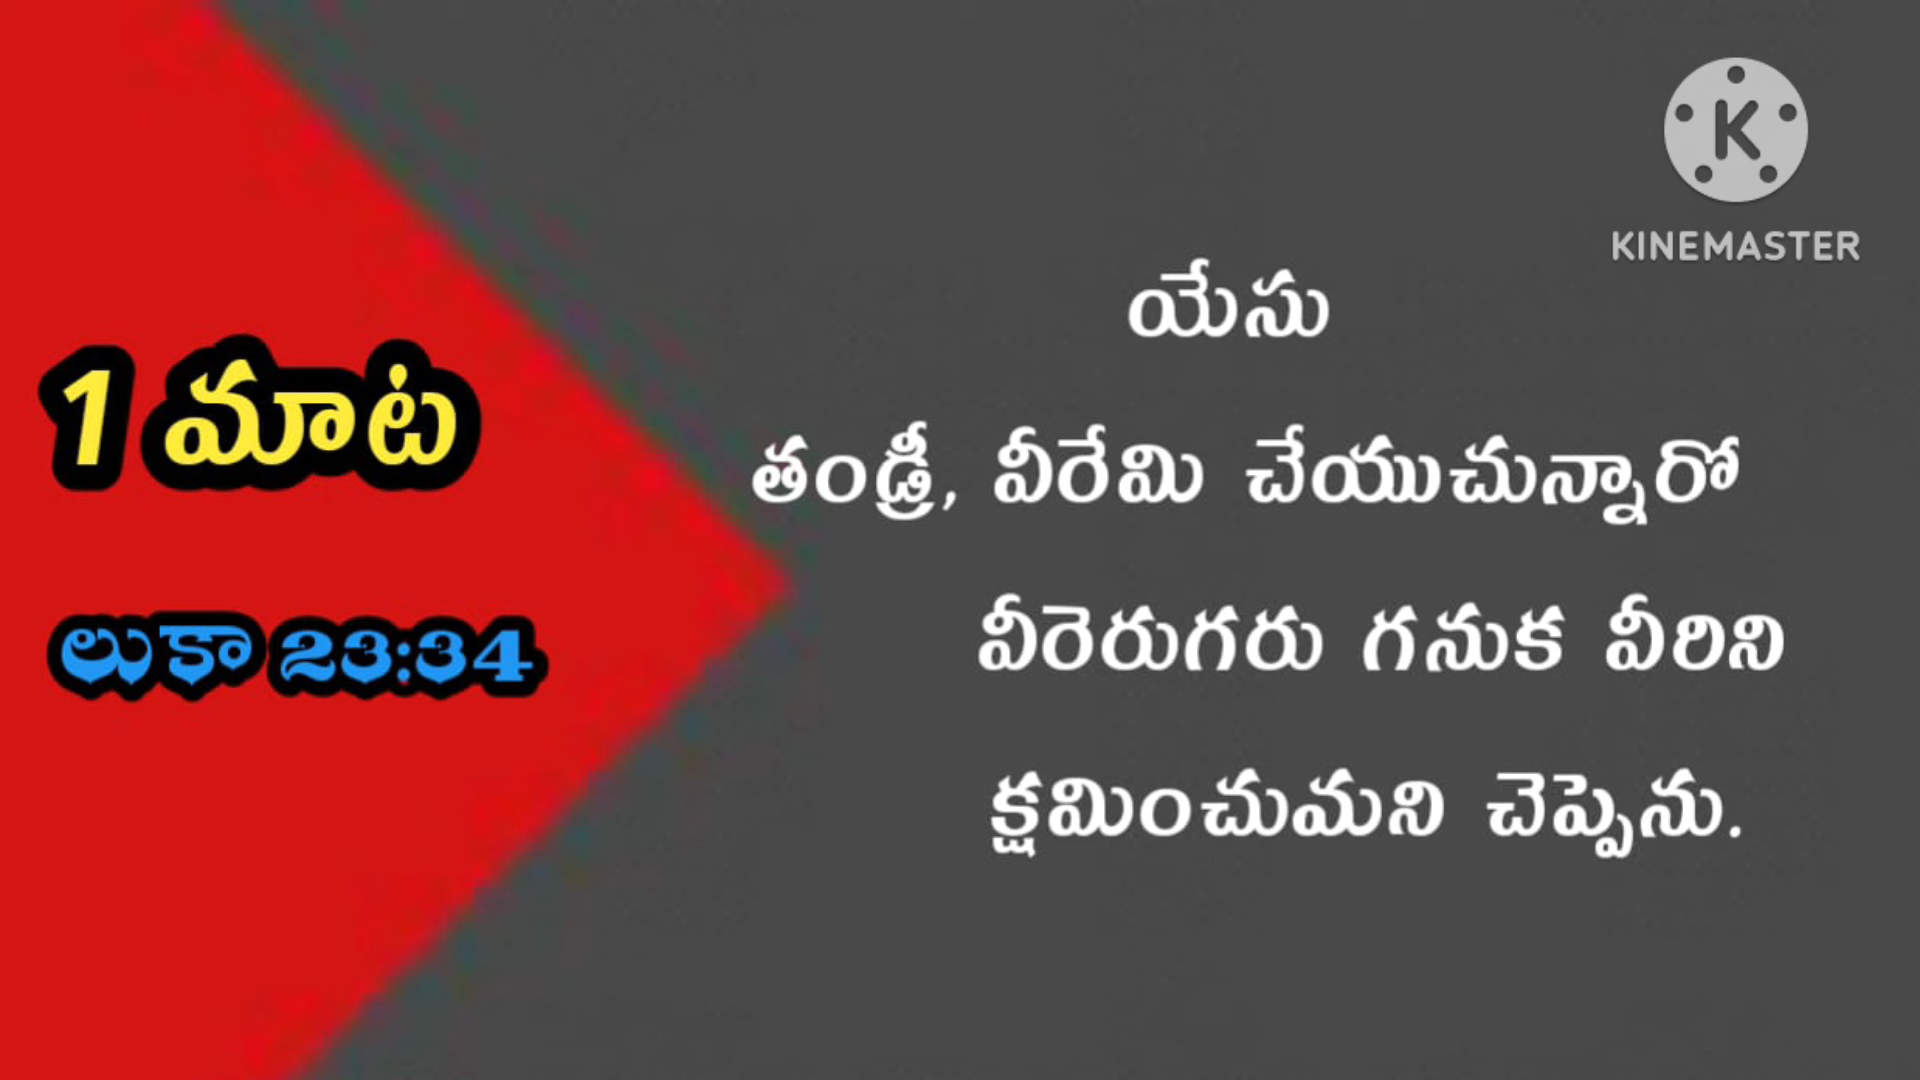 1 మాట
లుకా 23:34
KINEMASTER
యేసు
తండ్రీ, వీరేమి చేయుచున్నారో
వీరెరుగరు గనుక వీరిని
క్షమించుమని చెప్పెను.